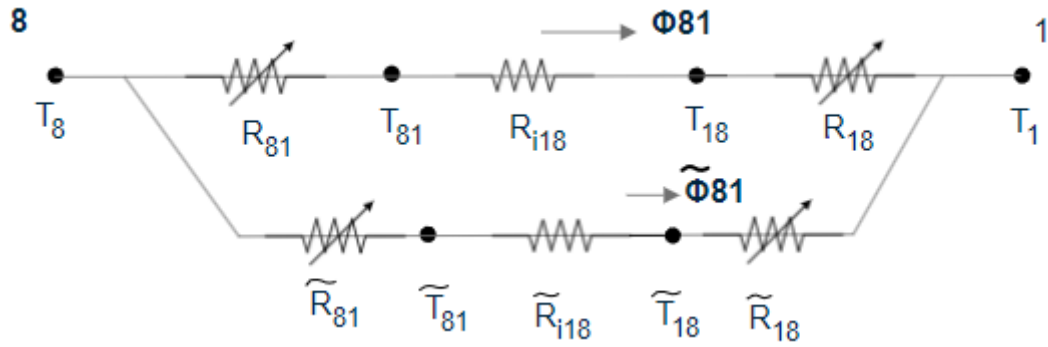 8 Φ81 1
T₈ R₈₁ T₈₁ Rᵢ₁₈ T₁₈ R₁₈ T₁
Φ̃81
R̃₈₁ T̃₈₁ R̃ᵢ₁₈ T̃₁₈ R̃₁₈